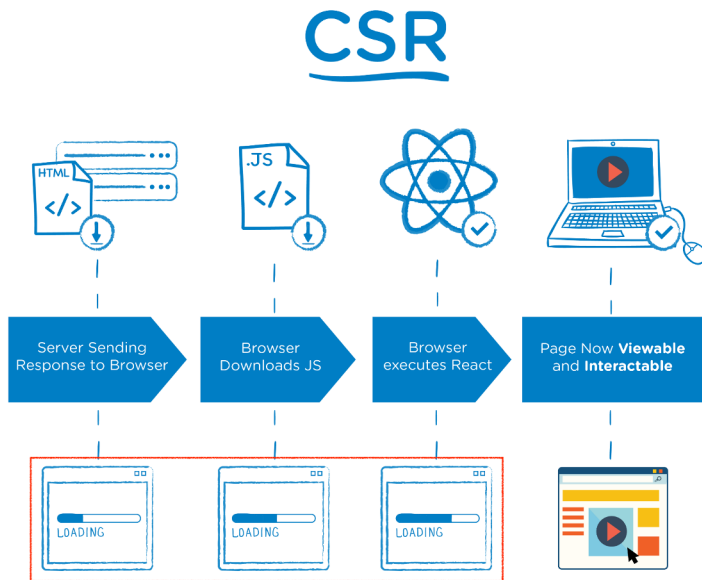 CSR
HTML
</>
.JS
</>
Server Sending
Response to Browser
Browser
Downloads JS
Browser
executes React
Page Now Viewable
and Interactable
LOADING
LOADING
LOADING